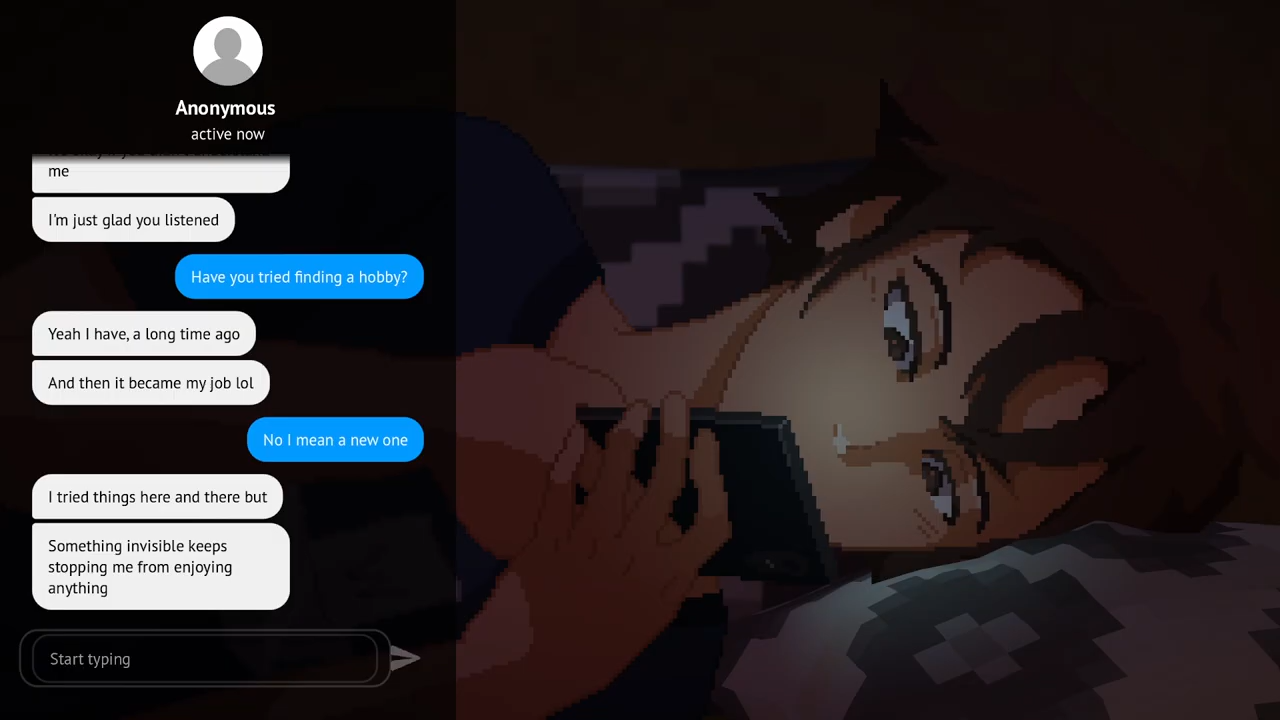 Anonymous
active now
me
I'm just glad you listened
Have you tried finding a hobby?
Yeah I have, a long time ago
And then it became my job lol
No I mean a new one
I tried things here and there but
Something invisible keeps
stopping me from enjoying
anything
Start typing